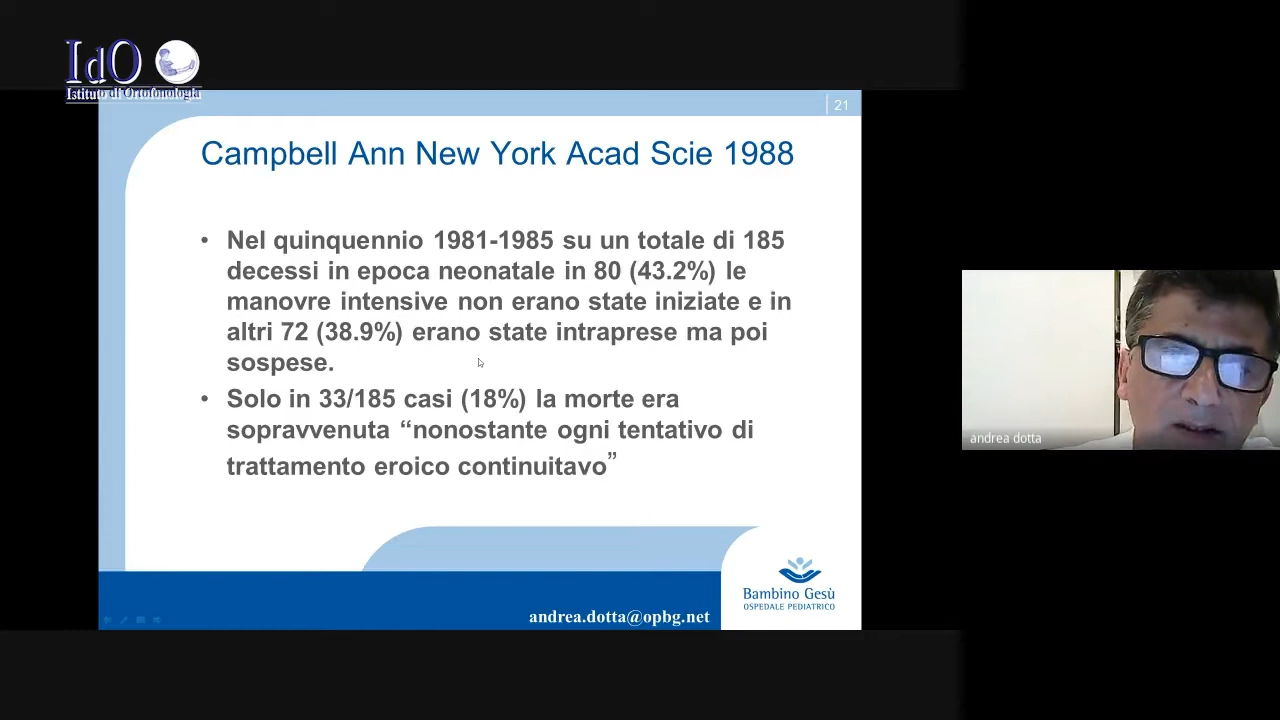 IdO
Istituto di Ortofonologia
21
Campbell Ann New York Acad Scie 1988
• Nel quinquennio 1981-1985 su un totale di 185
decessi in epoca neonatale in 80 (43.2%) le
manovre intensive non erano state iniziate e in
altri 72 (38.9%) erano state intraprese ma poi
sospese.
• Solo in 33/185 casi (18%) la morte era
sopravvenuta “nonostante ogni tentativo di
trattamento eroico continuitavo”
andrea dotta
Bambino Gesù
OSPEDALE PEDIATRICO
andrea.dotta@opbg.net